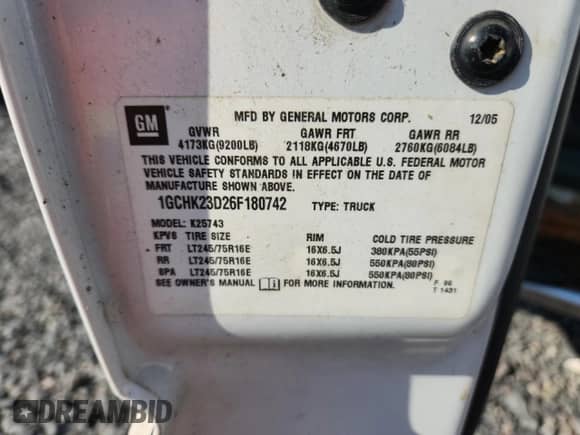 GM
MFD BY GENERAL MOTORS CORP. 12/05
GVWR GAWR FRT GAWR RR
4173KG(9200LB) 2118KG(4670LB) 2760KG(6084LB)
THIS VEHICLE CONFORMS TO ALL APPLICABLE U.S. FEDERAL MOTOR
VEHICLE SAFETY STANDARDS IN EFFECT ON THE DATE OF
MANUFACTURE SHOWN ABOVE.
1GCHK23D26F180742 TYPE: TRUCK
MODEL: K25743
KPVS TIRE SIZE RIM COLD TIRE PRESSURE
FRT LT245/75R16E 16X6.5J 380KPA(55PSI)
RR LT245/75R16E 16X6.5J 550KPA(80PSI)
SPA LT245/75R16E 16X6.5J 550KPA(80PSI)
SEE OWNER'S MANUAL FOR MORE INFORMATION.
F 96
T 1431
DREAMBID